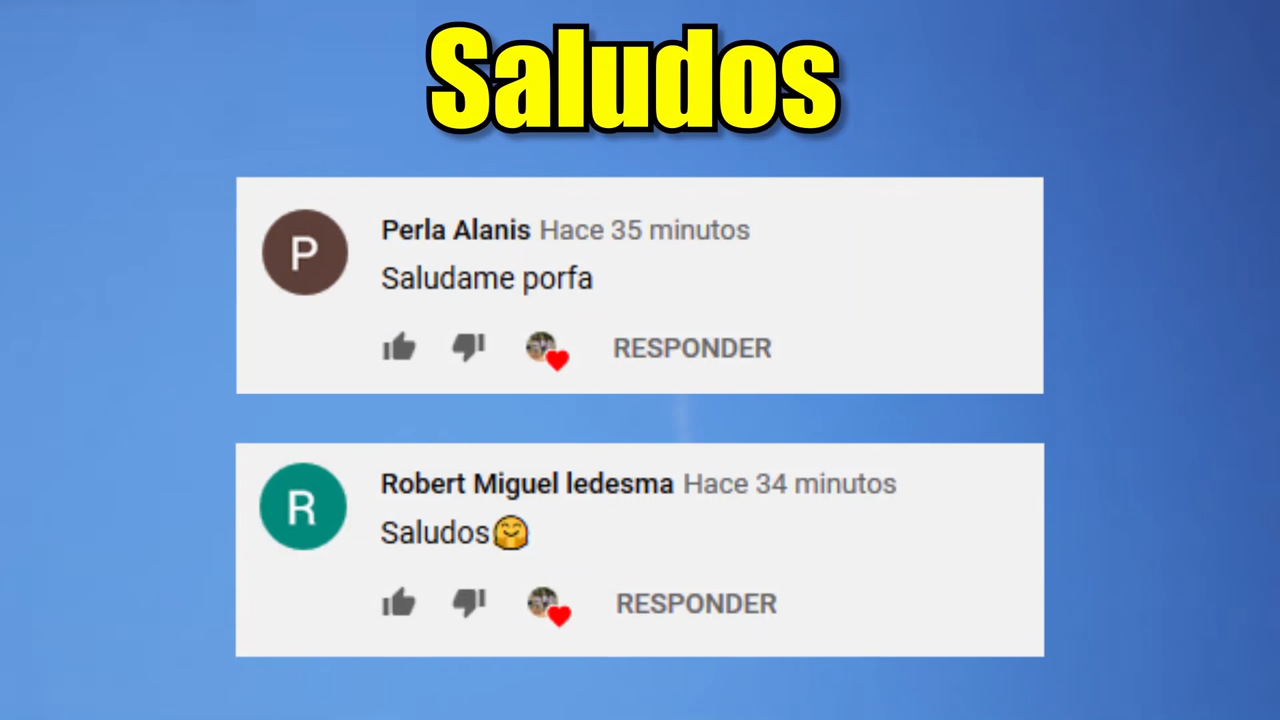 Saludos
P
Perla Alanis Hace 35 minutos
Saludame porfa
RESPONDER
R
Robert Miguel ledesma Hace 34 minutos
Saludos🤗
RESPONDER